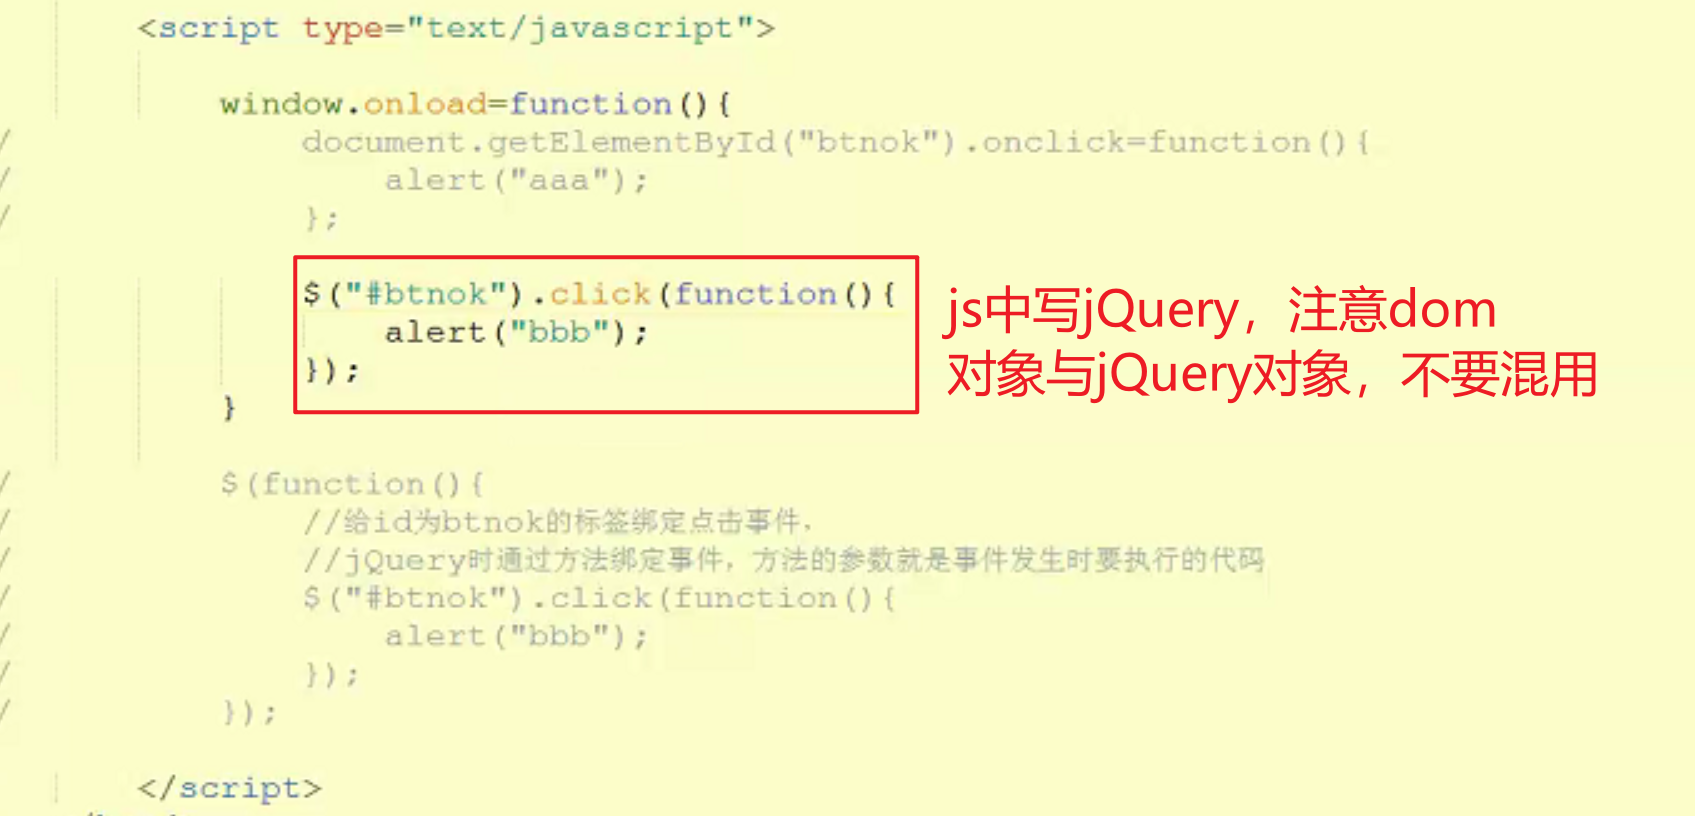 <script type="text/javascript">
window.onload=function(){
/ document.getElementById("btnok").onclick=function(){
/ alert("aaa");
/ };
$("#btnok").click(function(){
alert("bbb");
});
}
js中写jQuery，注意dom
对象与jQuery对象，不要混用
/ $(function(){
/ //给id为btnok的标签绑定点击事件，
/ //jQuery时通过方法绑定事件，方法的参数就是事件发生时要执行的代码
/ $("#btnok").click(function(){
/ alert("bbb");
/ });
/ });
</script>